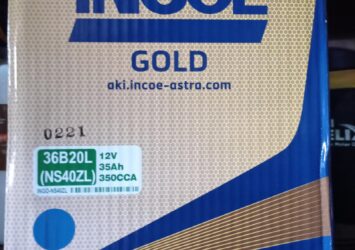 INCOE
GOLD
aki.incoe-astra.com
0221
36B20L
(NS40ZL)
12V
35Ah
350CCA